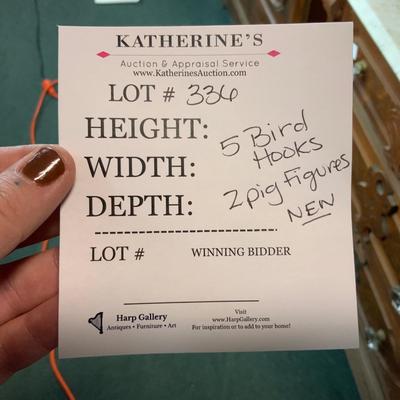 KATHERINE'S
Auction & Appraisal Service
www.KatherinesAuction.com
LOT # 336
HEIGHT:
WIDTH:
DEPTH:
5 Bird
Hooks
2 pig Figures
NEW
LOT #
WINNING BIDDER
Harp Gallery
Antiques • Furniture • Art
Visit
www.HarpGallery.com
For inspiration or to add to your home!